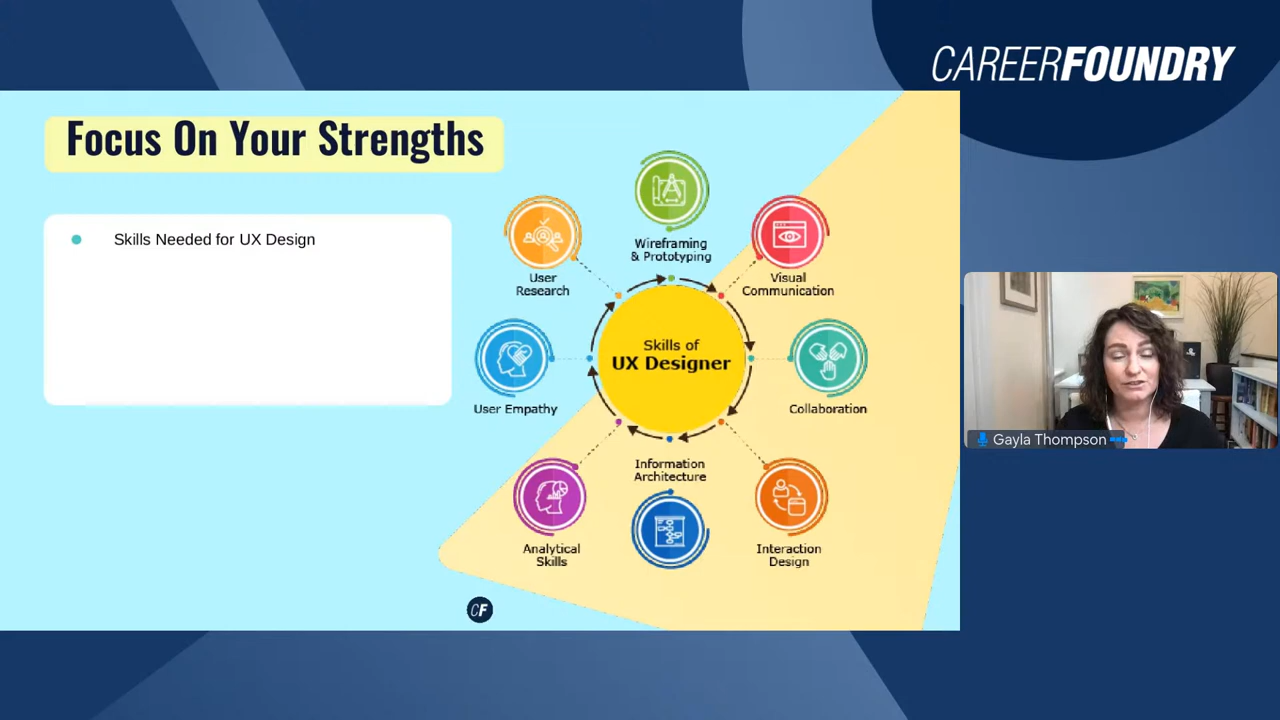 CAREERFOUNDRY
Focus On Your Strengths
Skills Needed for UX Design
Wireframing
& Prototyping
User
Research
Visual
Communication
Skills of
UX Designer
User Empathy
Collaboration
Information
Architecture
Analytical
Skills
Interaction
Design
CF
Gayla Thompson